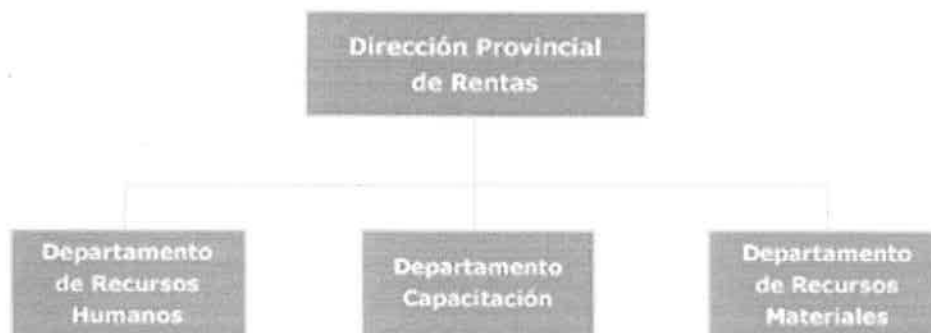 Dirección Provincial
de Rentas
Departamento
de Recursos
Humanos
Departamento
Capacitación
Departamento
de Recursos
Materiales